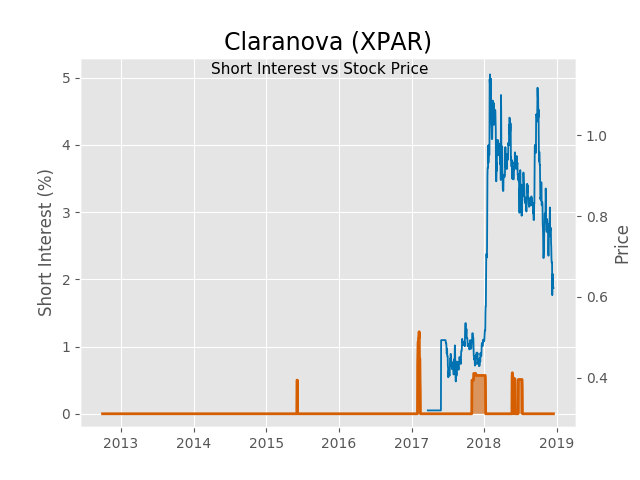 Claranova (XPAR)
Short Interest vs Stock Price
Short Interest (%)
5
4
3
2
1
0
1.0
0.8
0.6
0.4
Price
2013 2014 2015 2016 2017 2018 2019